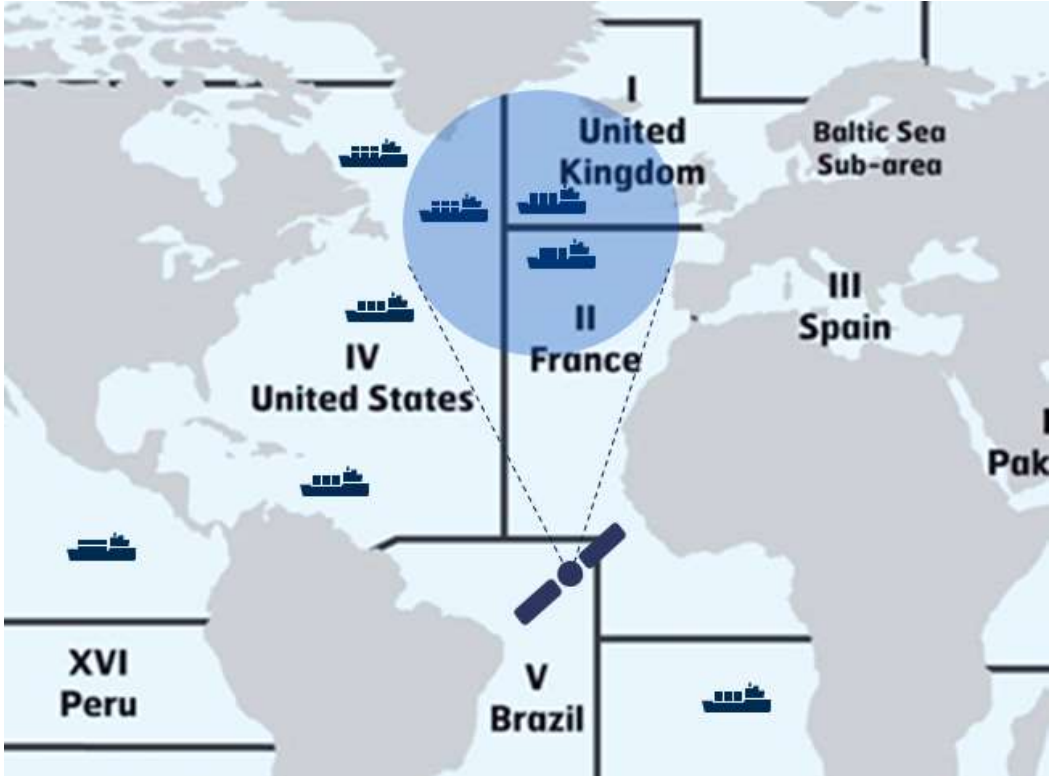 I
United
Kingdom
Baltic Sea
Sub-area
III
Spain
II
France
IV
United States
XVI
Peru
V
Brazil